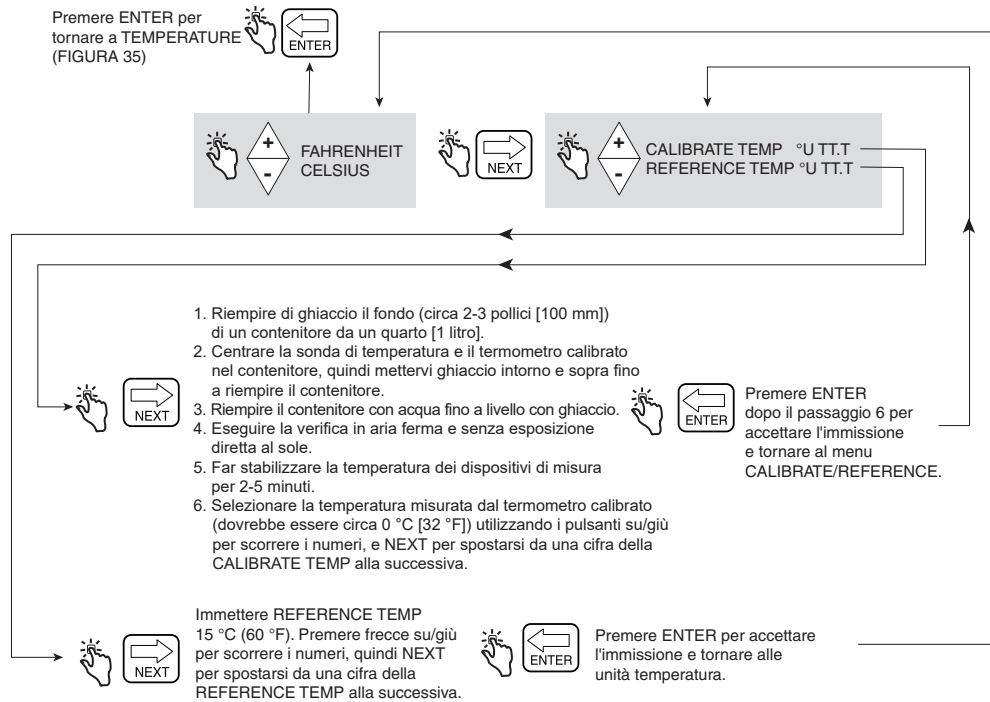 Premere ENTER per
tornare a TEMPERATURE
(FIGURA 35)
ENTER
+
-
FAHRENHEIT
CELSIUS
NEXT
+
-
CALIBRATE TEMP °U TT.T
REFERENCE TEMP °U TT.T
NEXT
1. Riempire di ghiaccio il fondo (circa 2-3 pollici [100 mm])
di un contenitore da un quarto [1 litro].
2. Centrare la sonda di temperatura e il termometro calibrato
nel contenitore, quindi mettervi ghiaccio intorno e sopra fino
a riempire il contenitore.
3. Riempire il contenitore con acqua fino a livello con ghiaccio.
4. Eseguire la verifica in aria ferma e senza esposizione
diretta al sole.
5. Far stabilizzare la temperatura dei dispositivi di misura
per 2-5 minuti.
6. Selezionare la temperatura misurata dal termometro calibrato
(dovrebbe essere circa 0 °C [32 °F]) utilizzando i pulsanti su/giù
per scorrere i numeri, e NEXT per spostarsi da una cifra della
CALIBRATE TEMP alla successiva.
ENTER
Premere ENTER
dopo il passaggio 6 per
accettare l'immissione
e tornare al menu
CALIBRATE/REFERENCE.
NEXT
Immettere REFERENCE TEMP
15 °C (60 °F). Premere frecce su/giù
per scorrere i numeri, quindi NEXT
per spostarsi da una cifra della
REFERENCE TEMP alla successiva.
ENTER
Premere ENTER per accettare
l'immissione e tornare alle
unità temperatura.